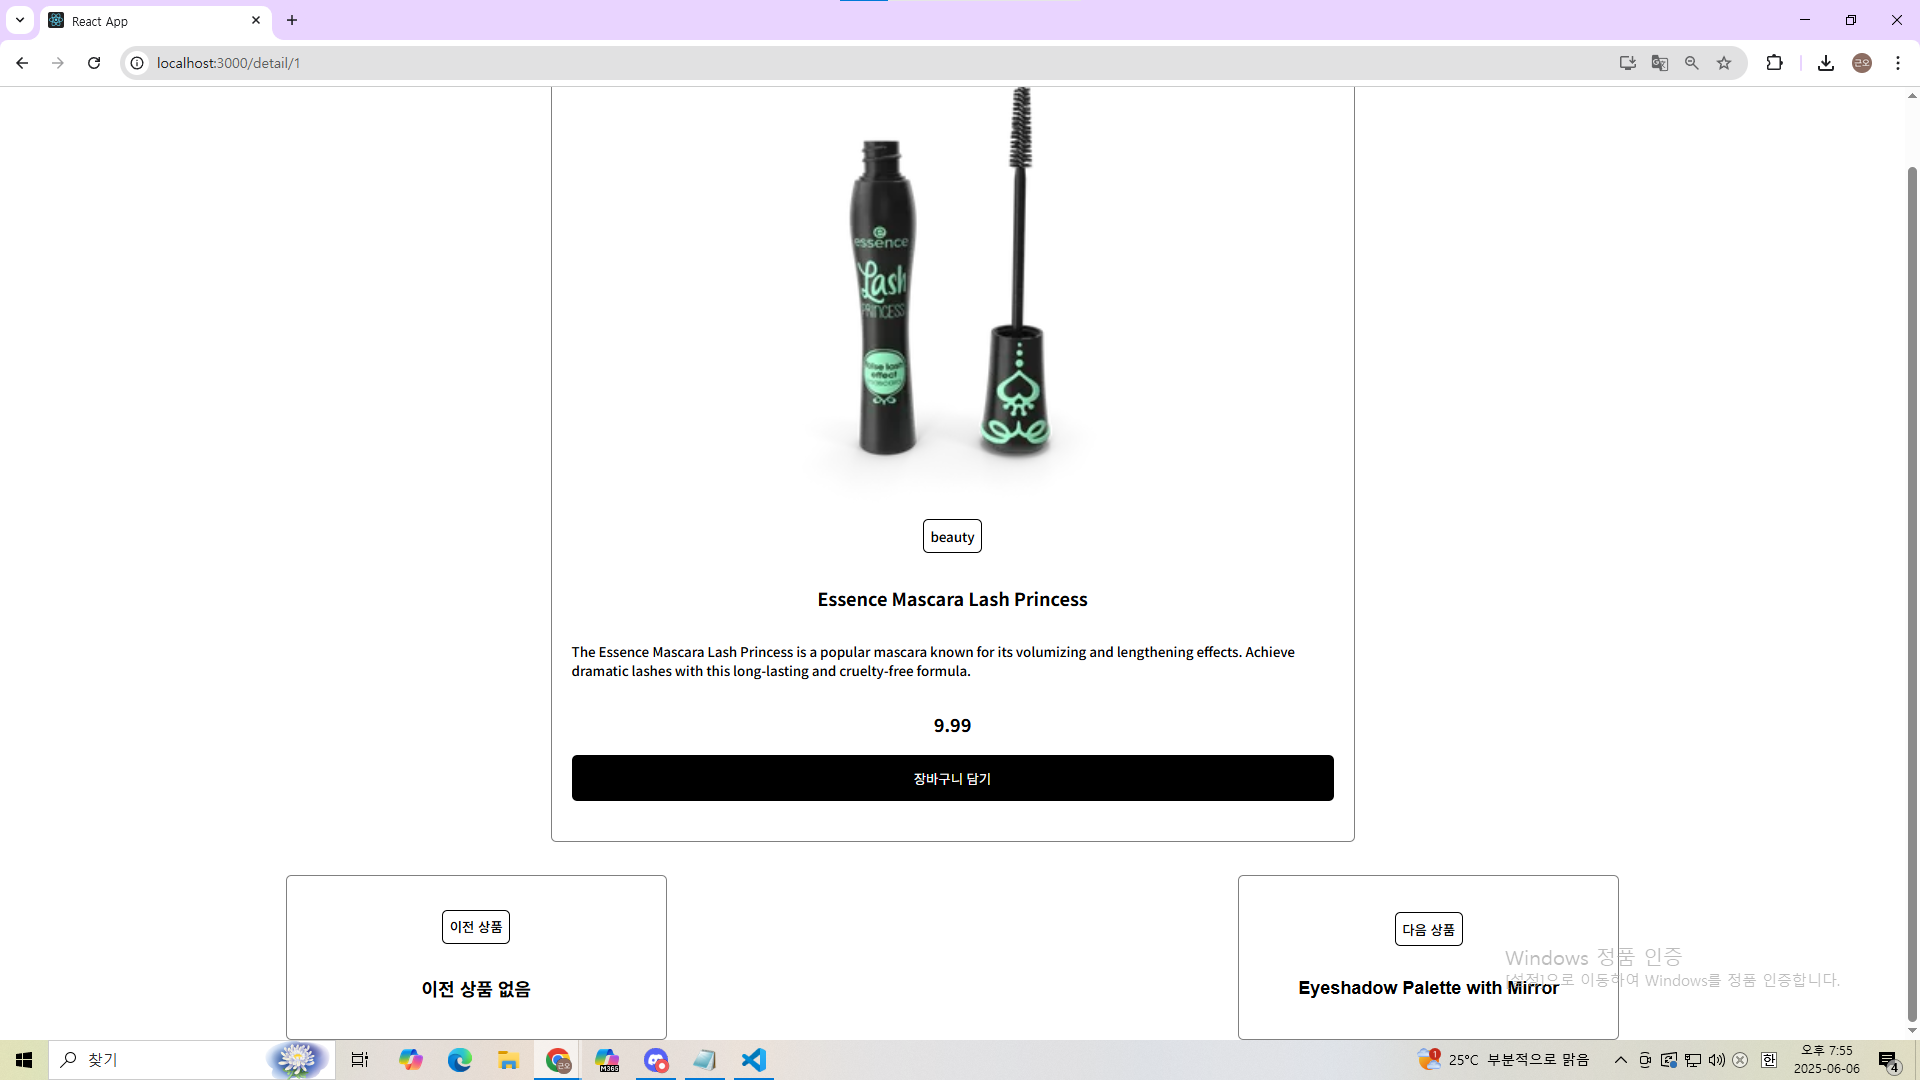 React App
localhost:3000/detail/1
근오
essence
Lash
PRINCESS
false lash
effect
mascara
beauty
Essence Mascara Lash Princess
The Essence Mascara Lash Princess is a popular mascara known for its volumizing and lengthening effects. Achieve
dramatic lashes with this long-lasting and cruelty-free formula.
9.99
장바구니 담기
이전 상품
이전 상품 없음
다음 상품
Eyeshadow Palette with Mirror
Windows 정품 인증
[설정]으로 이동하여 Windows를 정품 인증합니다.
찾기
M365
1
25°C 부분적으로 맑음
한
오후 7:55
2025-06-06
4